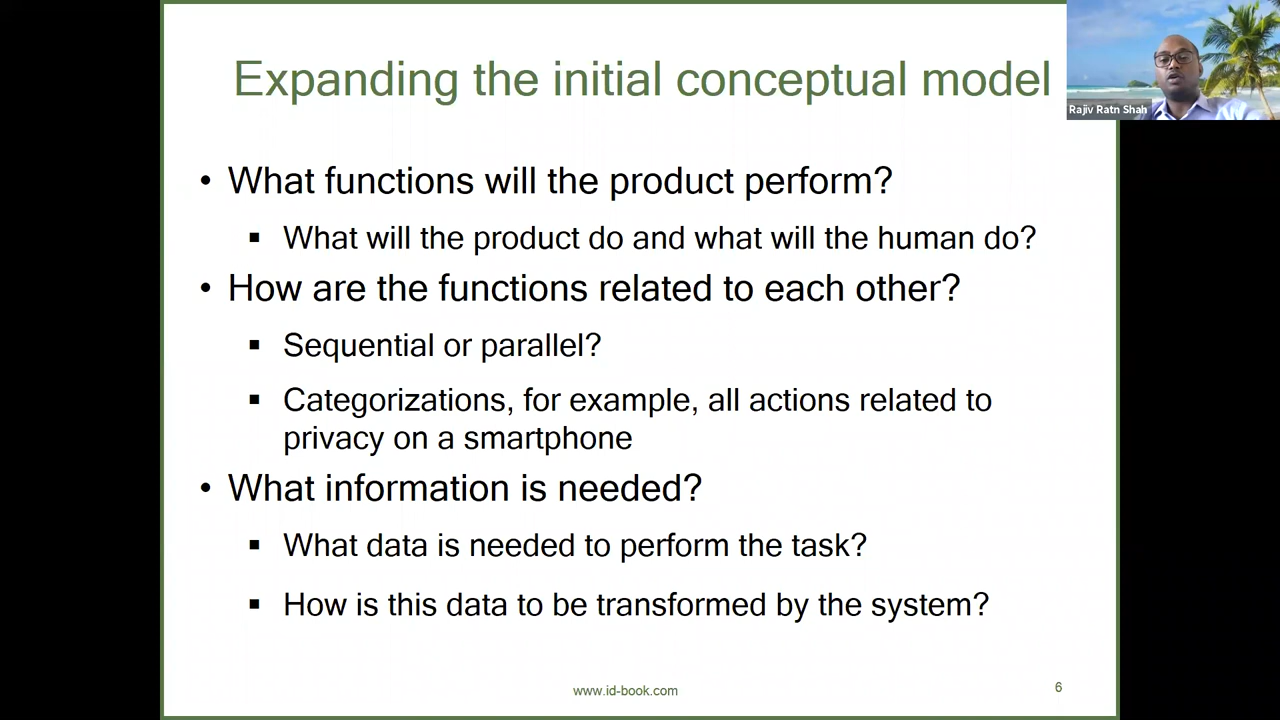 Expanding the initial conceptual model
Rajiv Ratn Shah
• What functions will the product perform?
▪ What will the product do and what will the human do?
• How are the functions related to each other?
▪ Sequential or parallel?
▪ Categorizations, for example, all actions related to
privacy on a smartphone
• What information is needed?
▪ What data is needed to perform the task?
▪ How is this data to be transformed by the system?
www.id-book.com
6